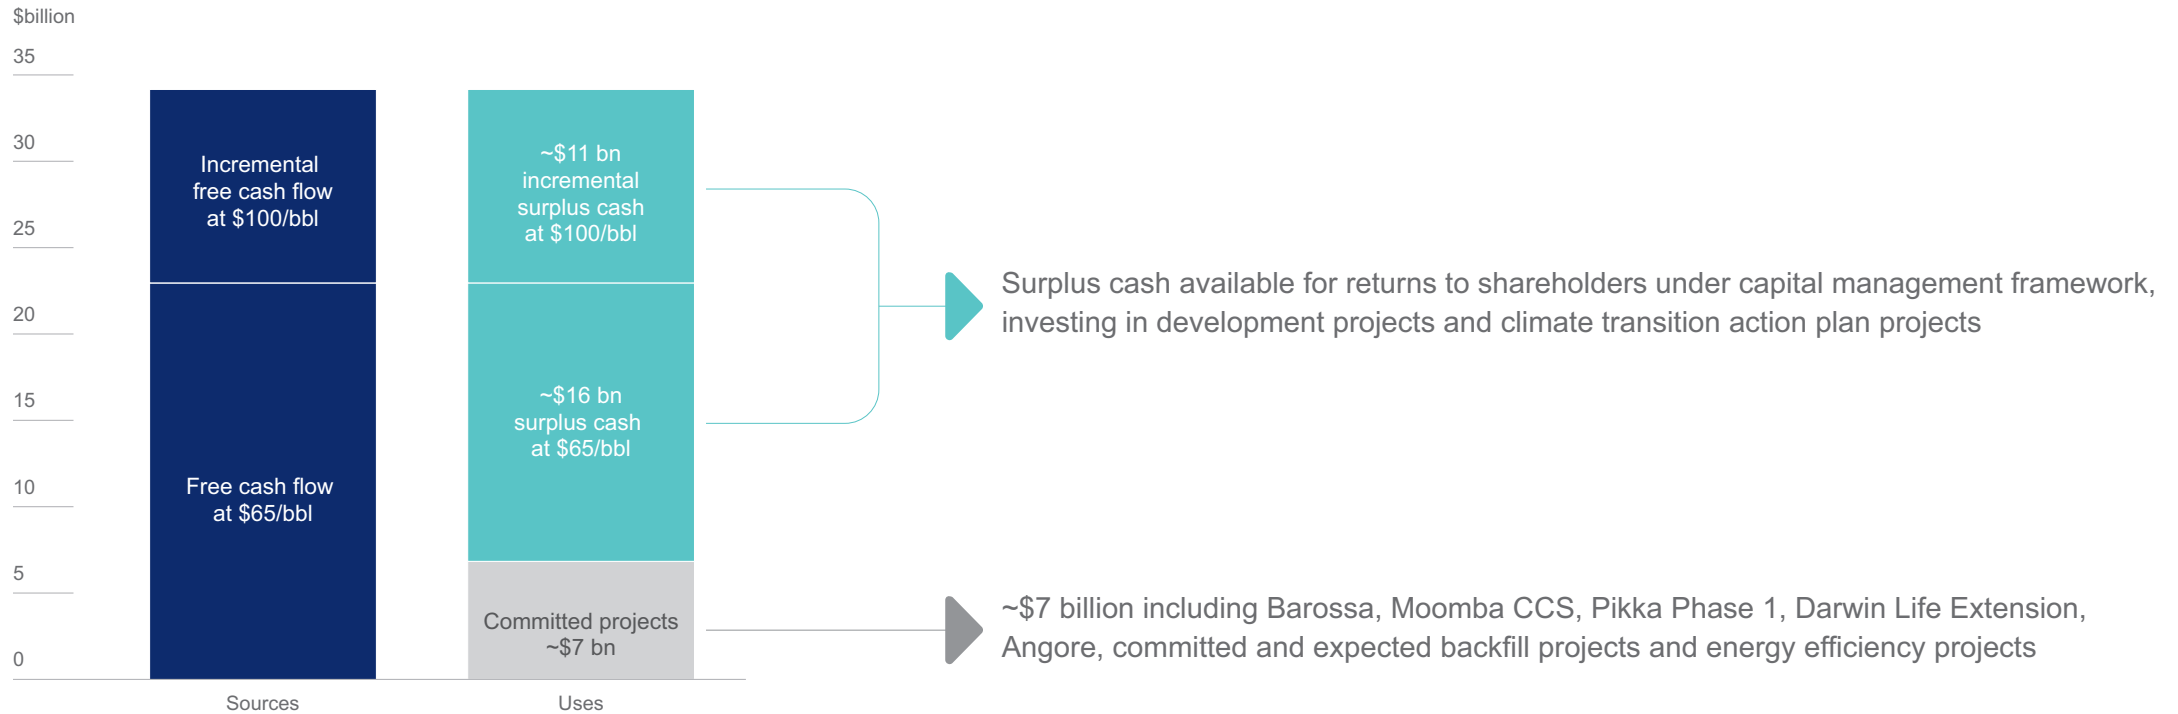 $billion
35
30
25
20
15
10
5
0
Incremental
free cash flow
at $100/bbl
Free cash flow
at $65/bbl
Sources
~$11 bn
incremental
surplus cash
at $100/bbl
~$16 bn
surplus cash
at $65/bbl
Committed projects
~$7 bn
Uses
Surplus cash available for returns to shareholders under capital management framework,
investing in development projects and climate transition action plan projects
~$7 billion including Barossa, Moomba CCS, Pikka Phase 1, Darwin Life Extension,
Angore, committed and expected backfill projects and energy efficiency projects